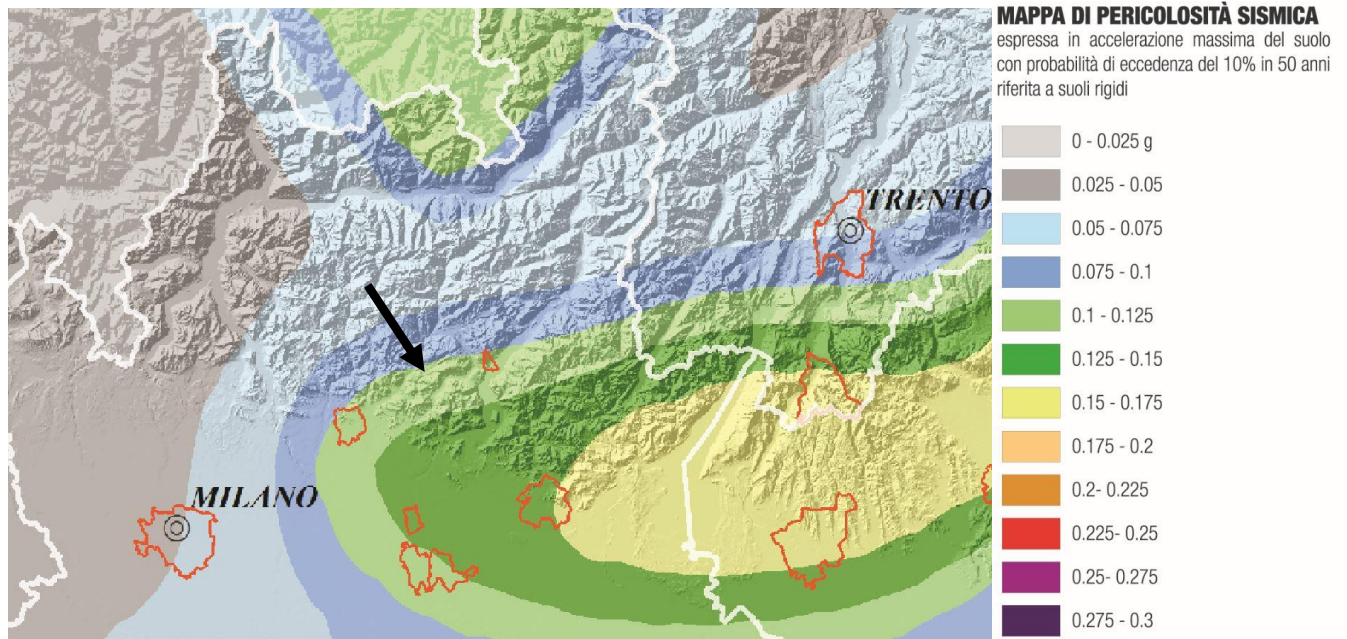 MAPPA DI PERICOLOSITÀ SISMICA
espressa in accelerazione massima del suolo
con probabilità di eccedenza del 10% in 50 anni
riferita a suoli rigidi
0 - 0.025 g
0.025 - 0.05
0.05 - 0.075
0.075 - 0.1
0.1 - 0.125
0.125 - 0.15
0.15 - 0.175
0.175 - 0.2
0.2- 0.225
0.225- 0.25
0.25- 0.275
0.275 - 0.3
TRENTO
MILANO